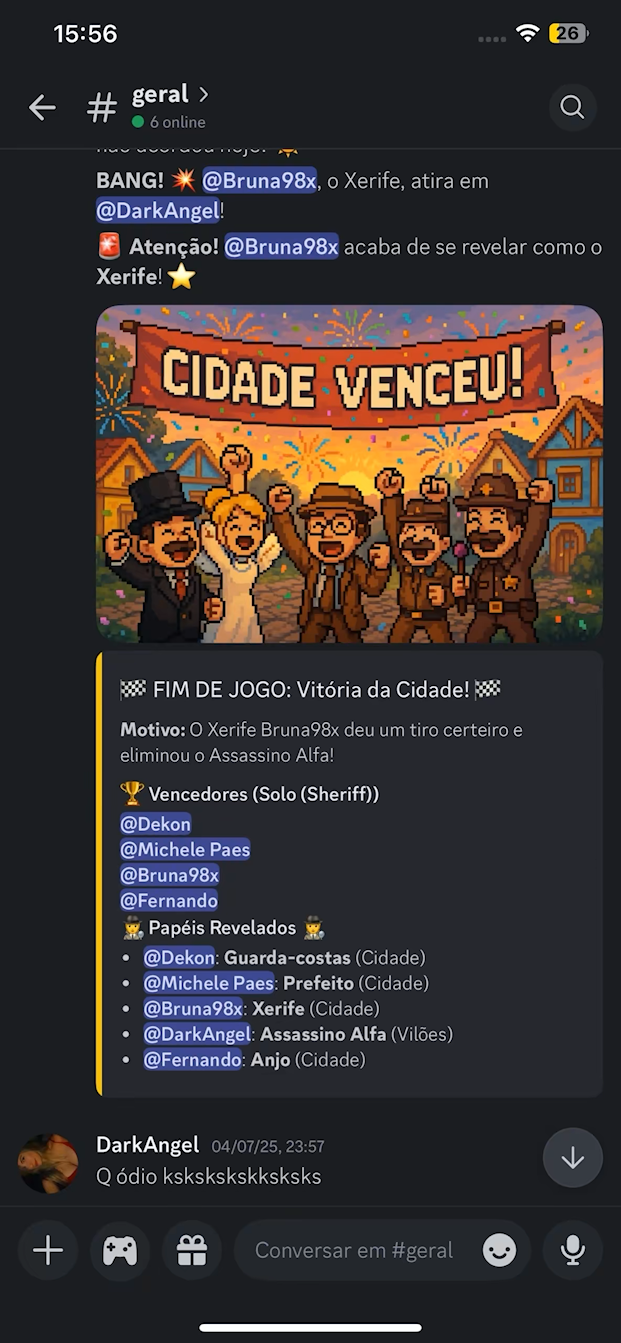 15:56
26
# geral >
6 online
BANG! 💥 @Bruna98x, o Xerife, atira em
@DarkAngel!
🚨 Atenção! @Bruna98x acaba de se revelar como o
Xerife! ⭐
CIDADE VENCEU!
🏁 FIM DE JOGO: Vitória da Cidade! 🏁
Motivo: O Xerife Bruna98x deu um tiro certeiro e
eliminou o Assassino Alfa!
🏆 Vencedores (Solo (Sheriff))
@Dekon
@Michele Paes
@Bruna98x
@Fernando
🕵️ Papéis Revelados 🕵️
• @Dekon: Guarda-costas (Cidade)
• @Michele Paes: Prefeito (Cidade)
• @Bruna98x: Xerife (Cidade)
• @DarkAngel: Assassino Alfa (Vilões)
• @Fernando: Anjo (Cidade)
DarkAngel 04/07/25, 23:57
Q ódio ksksksksksksksks
Conversar em #geral